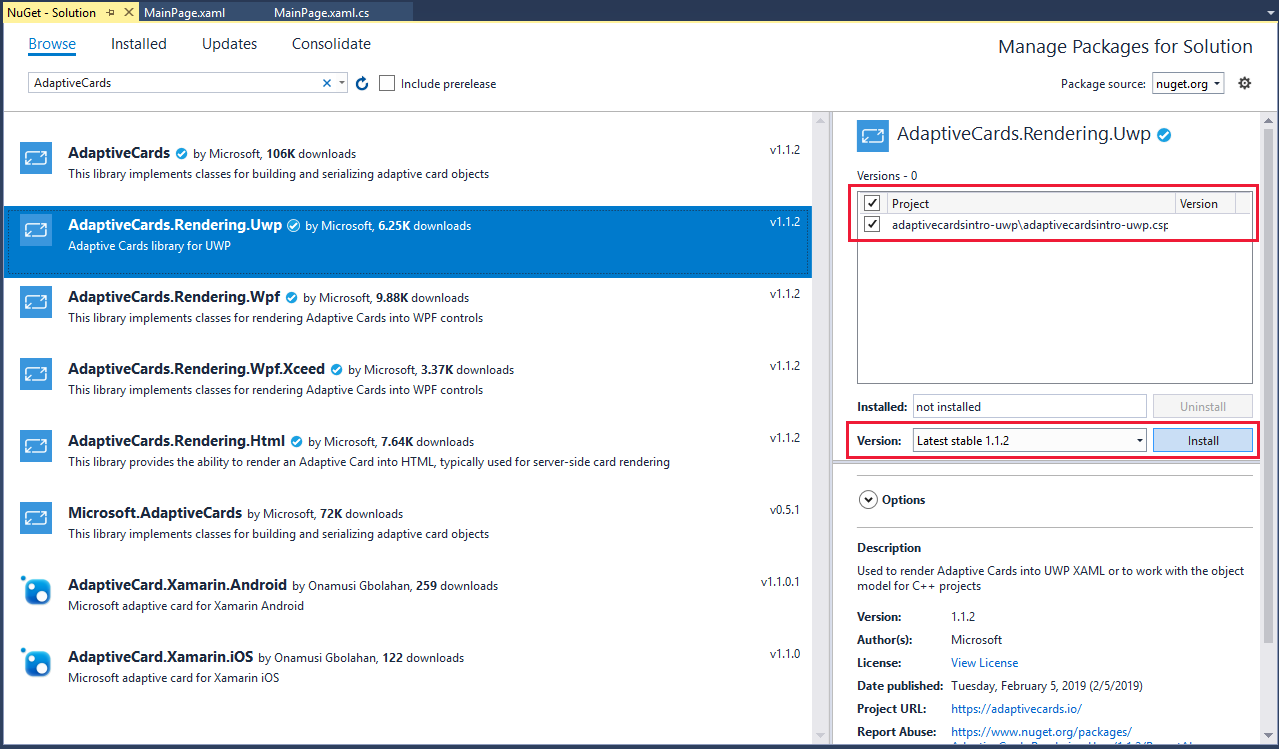 NuGet - Solution MainPage.xaml MainPage.xaml.cs
Browse Installed Updates Consolidate
Manage Packages for Solution
AdaptiveCards Include prerelease
Package source: nuget.org
AdaptiveCards by Microsoft, 106K downloads v1.1.2
This library implements classes for building and serializing adaptive card objects
AdaptiveCards.Rendering.Uwp by Microsoft, 6.25K downloads v1.1.2
Adaptive Cards library for UWP
AdaptiveCards.Rendering.Wpf by Microsoft, 9.88K downloads v1.1.2
This library implements classes for rendering Adaptive Cards into WPF controls
AdaptiveCards.Rendering.Wpf.Xceed by Microsoft, 3.37K downloads v1.1.2
This library implements classes for rendering Adaptive Cards into WPF controls
AdaptiveCards.Rendering.Html by Microsoft, 7.64K downloads v1.1.2
This library provides the ability to render an Adaptive Card into HTML, typically used for server-side card rendering
Microsoft.AdaptiveCards by Microsoft, 72K downloads v0.5.1
This library implements classes for building and serializing adaptive card objects
AdaptiveCard.Xamarin.Android by Onamusi Gbolahan, 259 downloads v1.1.0.1
Microsoft adaptive card for Xamarin Android
AdaptiveCard.Xamarin.iOS by Onamusi Gbolahan, 122 downloads v1.1.0
Microsoft adaptive card for Xamarin iOS
AdaptiveCards.Rendering.Uwp
Versions - 0
Project Version
adaptivecardsintro-uwp\adaptivecardsintro-uwp.csp
Installed: not installed Uninstall
Version: Latest stable 1.1.2 Install
Options
Description
Used to render Adaptive Cards into UWP XAML or to work with the object
model for C++ projects
Version: 1.1.2
Author(s): Microsoft
License: View License
Date published: Tuesday, February 5, 2019 (2/5/2019)
Project URL: https://adaptivecards.io/
Report Abuse: https://www.nuget.org/packages/